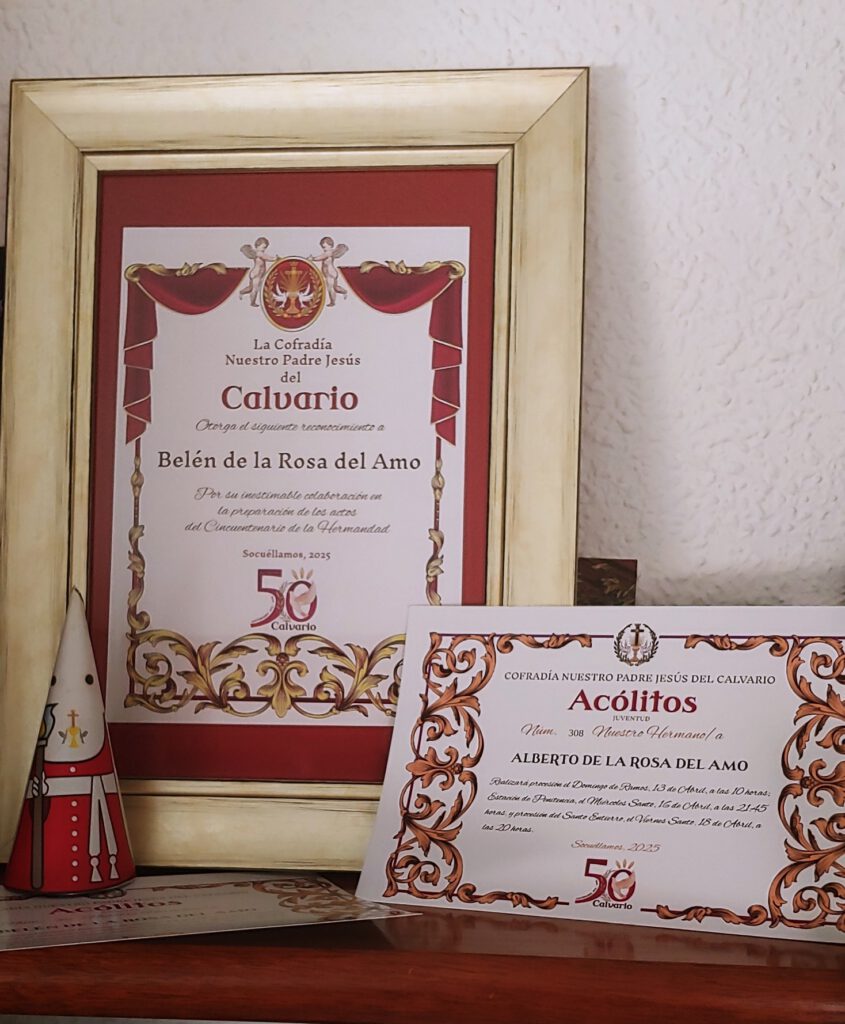 La Cofradía
Nuestro Padre Jesús
del
Calvario
Otorga el siguiente reconocimiento a
Belén de la Rosa del Amo
Por su inestimable colaboración en
la preparación de los actos
del Cincuentenario de la Hermandad
Socuéllamos, 2025
50
Calvario
COFRADÍA NUESTRO PADRE JESÚS DEL CALVARIO
Acólitos
JUVENTUD
Núm. 308 Nuestro Hermano/a
ALBERTO DE LA ROSA DEL AMO
Realizará procesión el Domingo de Ramos, 13 de Abril, a las 10 horas;
Estación de Penitencia, el Miércoles Santo, 16 de Abril, a las 21:45
horas, y procesión del Santo Entierro, el Viernes Santo, 18 de Abril, a
las 20 horas.
Socuéllamos, 2025
50
Calvario
Acólitos